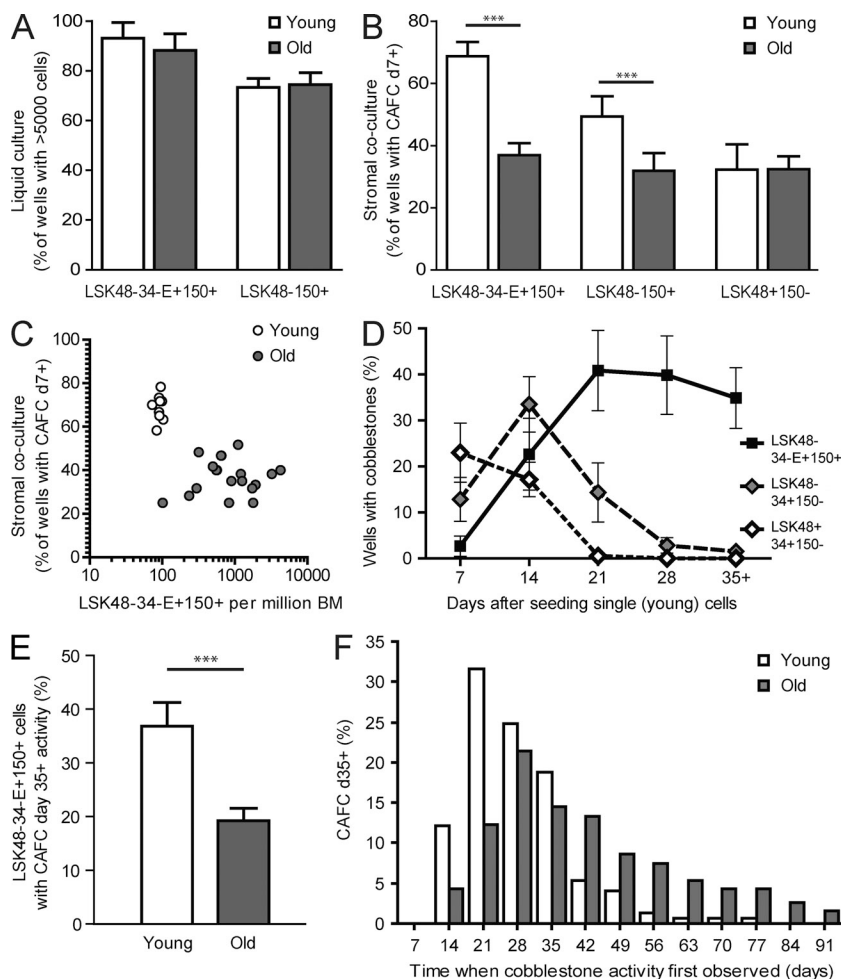 A
Young
Old
Liquid culture
(% of wells with >5000 cells)
100
80
60
40
20
0
LSK48-34-E+150+ LSK48-150+
B
Young
Old
Stromal co-culture
(% of wells with CAFC d7+)
80
60
40
20
0
***
***
LSK48-34-E+150+ LSK48-150+ LSK48+150-
C
Young
Old
Stromal co-culture
(% of wells with CAFC d7+)
100
80
60
40
20
0
10 100 1000 10000
LSK48-34-E+150+ per million BM
D
Wells with cobblestones (%)
50
40
30
20
10
0
7 14 21 28 35+
Days after seeding single (young) cells
LSK48-
34-E+150+
LSK48-
34+150-
LSK48+
34+150-
E
LSK48-34-E+150+ cells
with CAFC day 35+ activity (%)
50
40
30
20
10
0
***
Young Old
F
Young
Old
CAFC d35+ (%)
35
30
25
20
15
10
5
0
7 14 21 28 35 42 49 56 63 70 77 84 91
Time when cobblestone activity first observed (days)